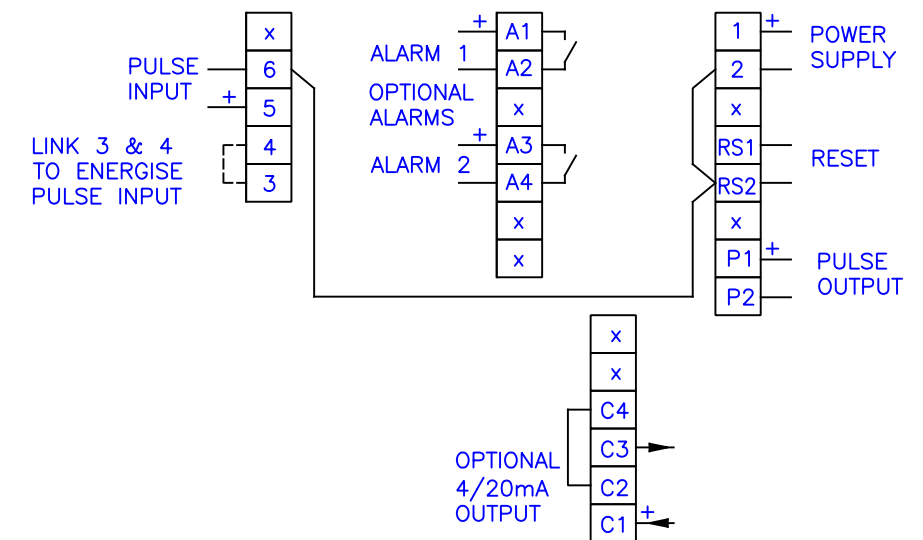 x
6
5
4
3
PULSE
INPUT
+
LINK 3 & 4
TO ENERGISE
PULSE INPUT
A1
A2
x
A3
A4
x
x
+
ALARM 1
OPTIONAL
ALARMS
+
ALARM 2
1
2
x
RS1
RS2
x
P1
P2
+
POWER
SUPPLY
RESET
+
PULSE
OUTPUT
x
x
C4
C3
C2
C1
+
OPTIONAL
4/20mA
OUTPUT